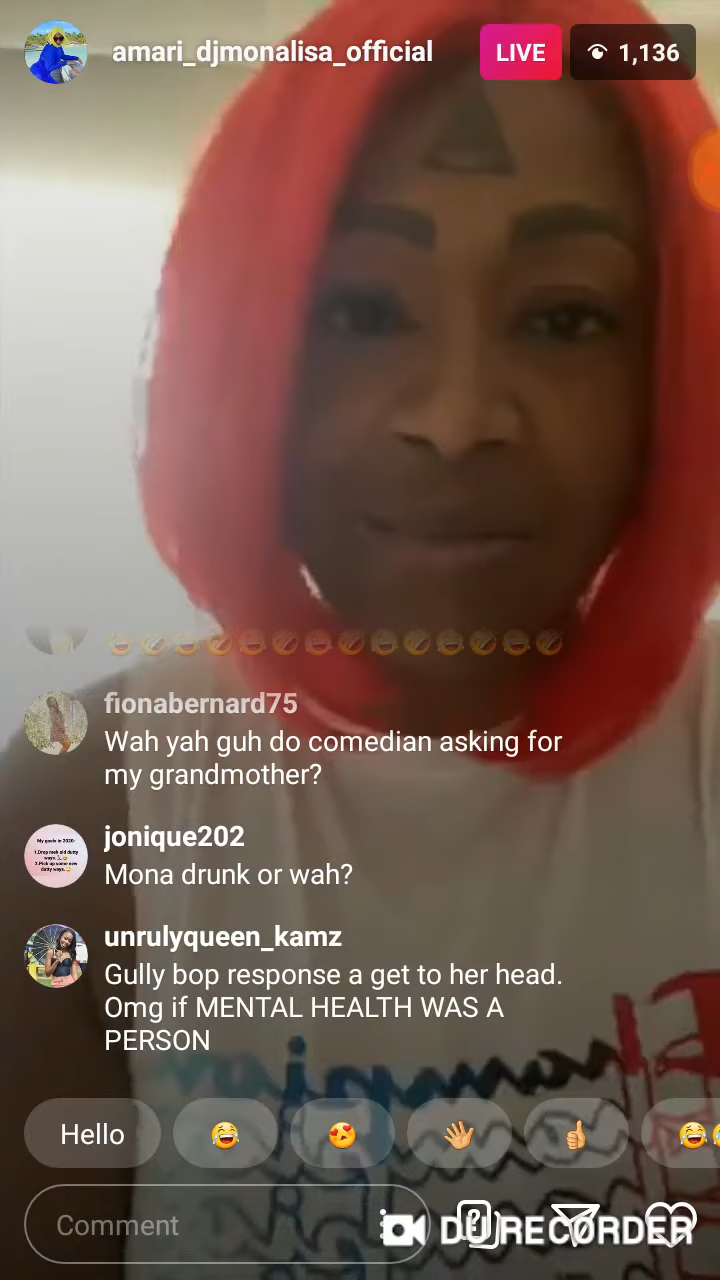 amari_djmonalisa_official
LIVE
1,136
fionabernard75
Wah yah guh do comedian asking for
my grandmother?
jonique202
Mona drunk or wah?
unrulyqueen_kamz
Gully bop response a get to her head.
Omg if MENTAL HEALTH WAS A
PERSON
Hello
Comment
DU RECORDER